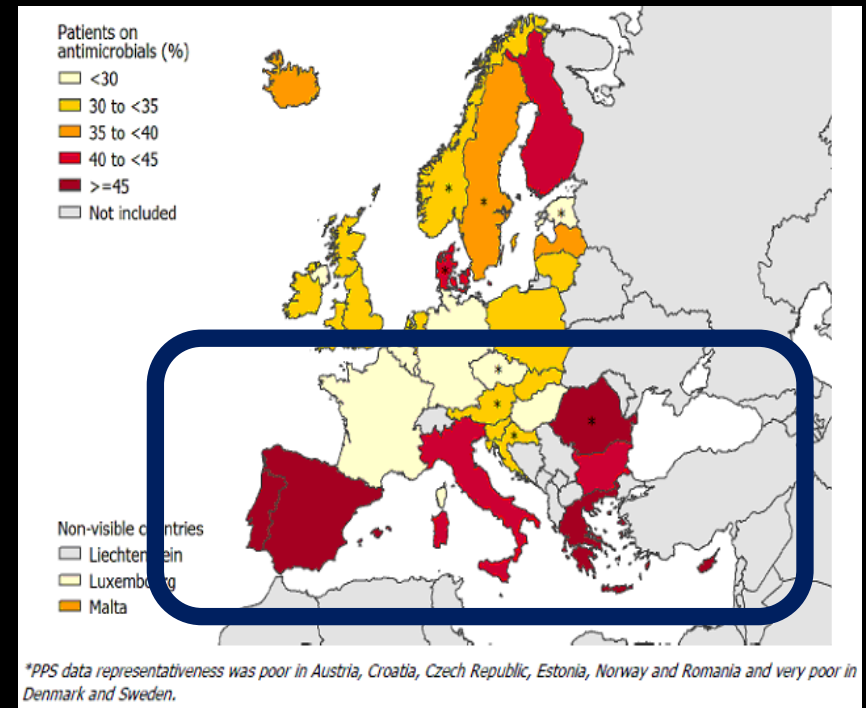 Patients on
antimicrobials (%)
<30
30 to <35
35 to <40
40 to <45
>=45
Not included
Non-visible countries
Liechtenstein
Luxembourg
Malta
*PPS data representativeness was poor in Austria, Croatia, Czech Republic, Estonia, Norway and Romania and very poor in
Denmark and Sweden.